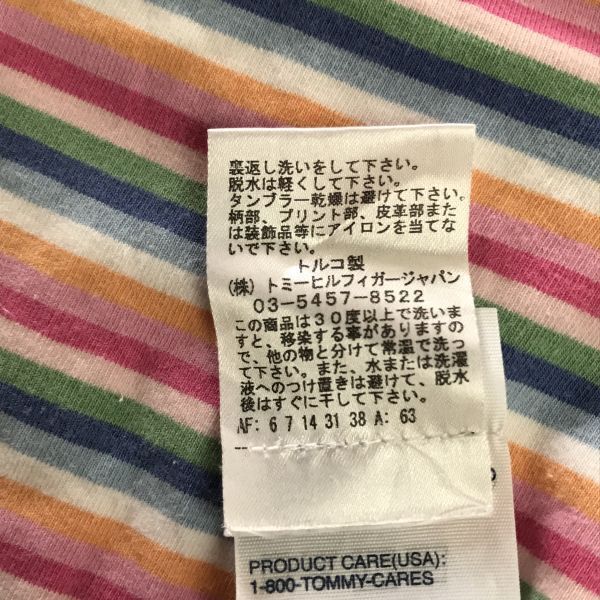 裏返し洗いをして下さい。
脱水は軽くして下さい。
タンブラー乾燥は避けて下さい。
柄部、プリント部、皮革部また
は装飾品等にアイロンを当てな
いで下さい。
トルコ製
(株) トミーヒルフィガージャパン
03-5457-8522
この商品は30度以上で洗いま
すと、移染する事がありますの
で、他の物と分けて常温で洗っ
て下さい。また、水または洗濯
液へのつけ置きは避けて、脱水
後はすぐに干して下さい。
AF: 6 7 14 31 38 A: 63
PRODUCT CARE(USA):
1-800-TOMMY-CARES